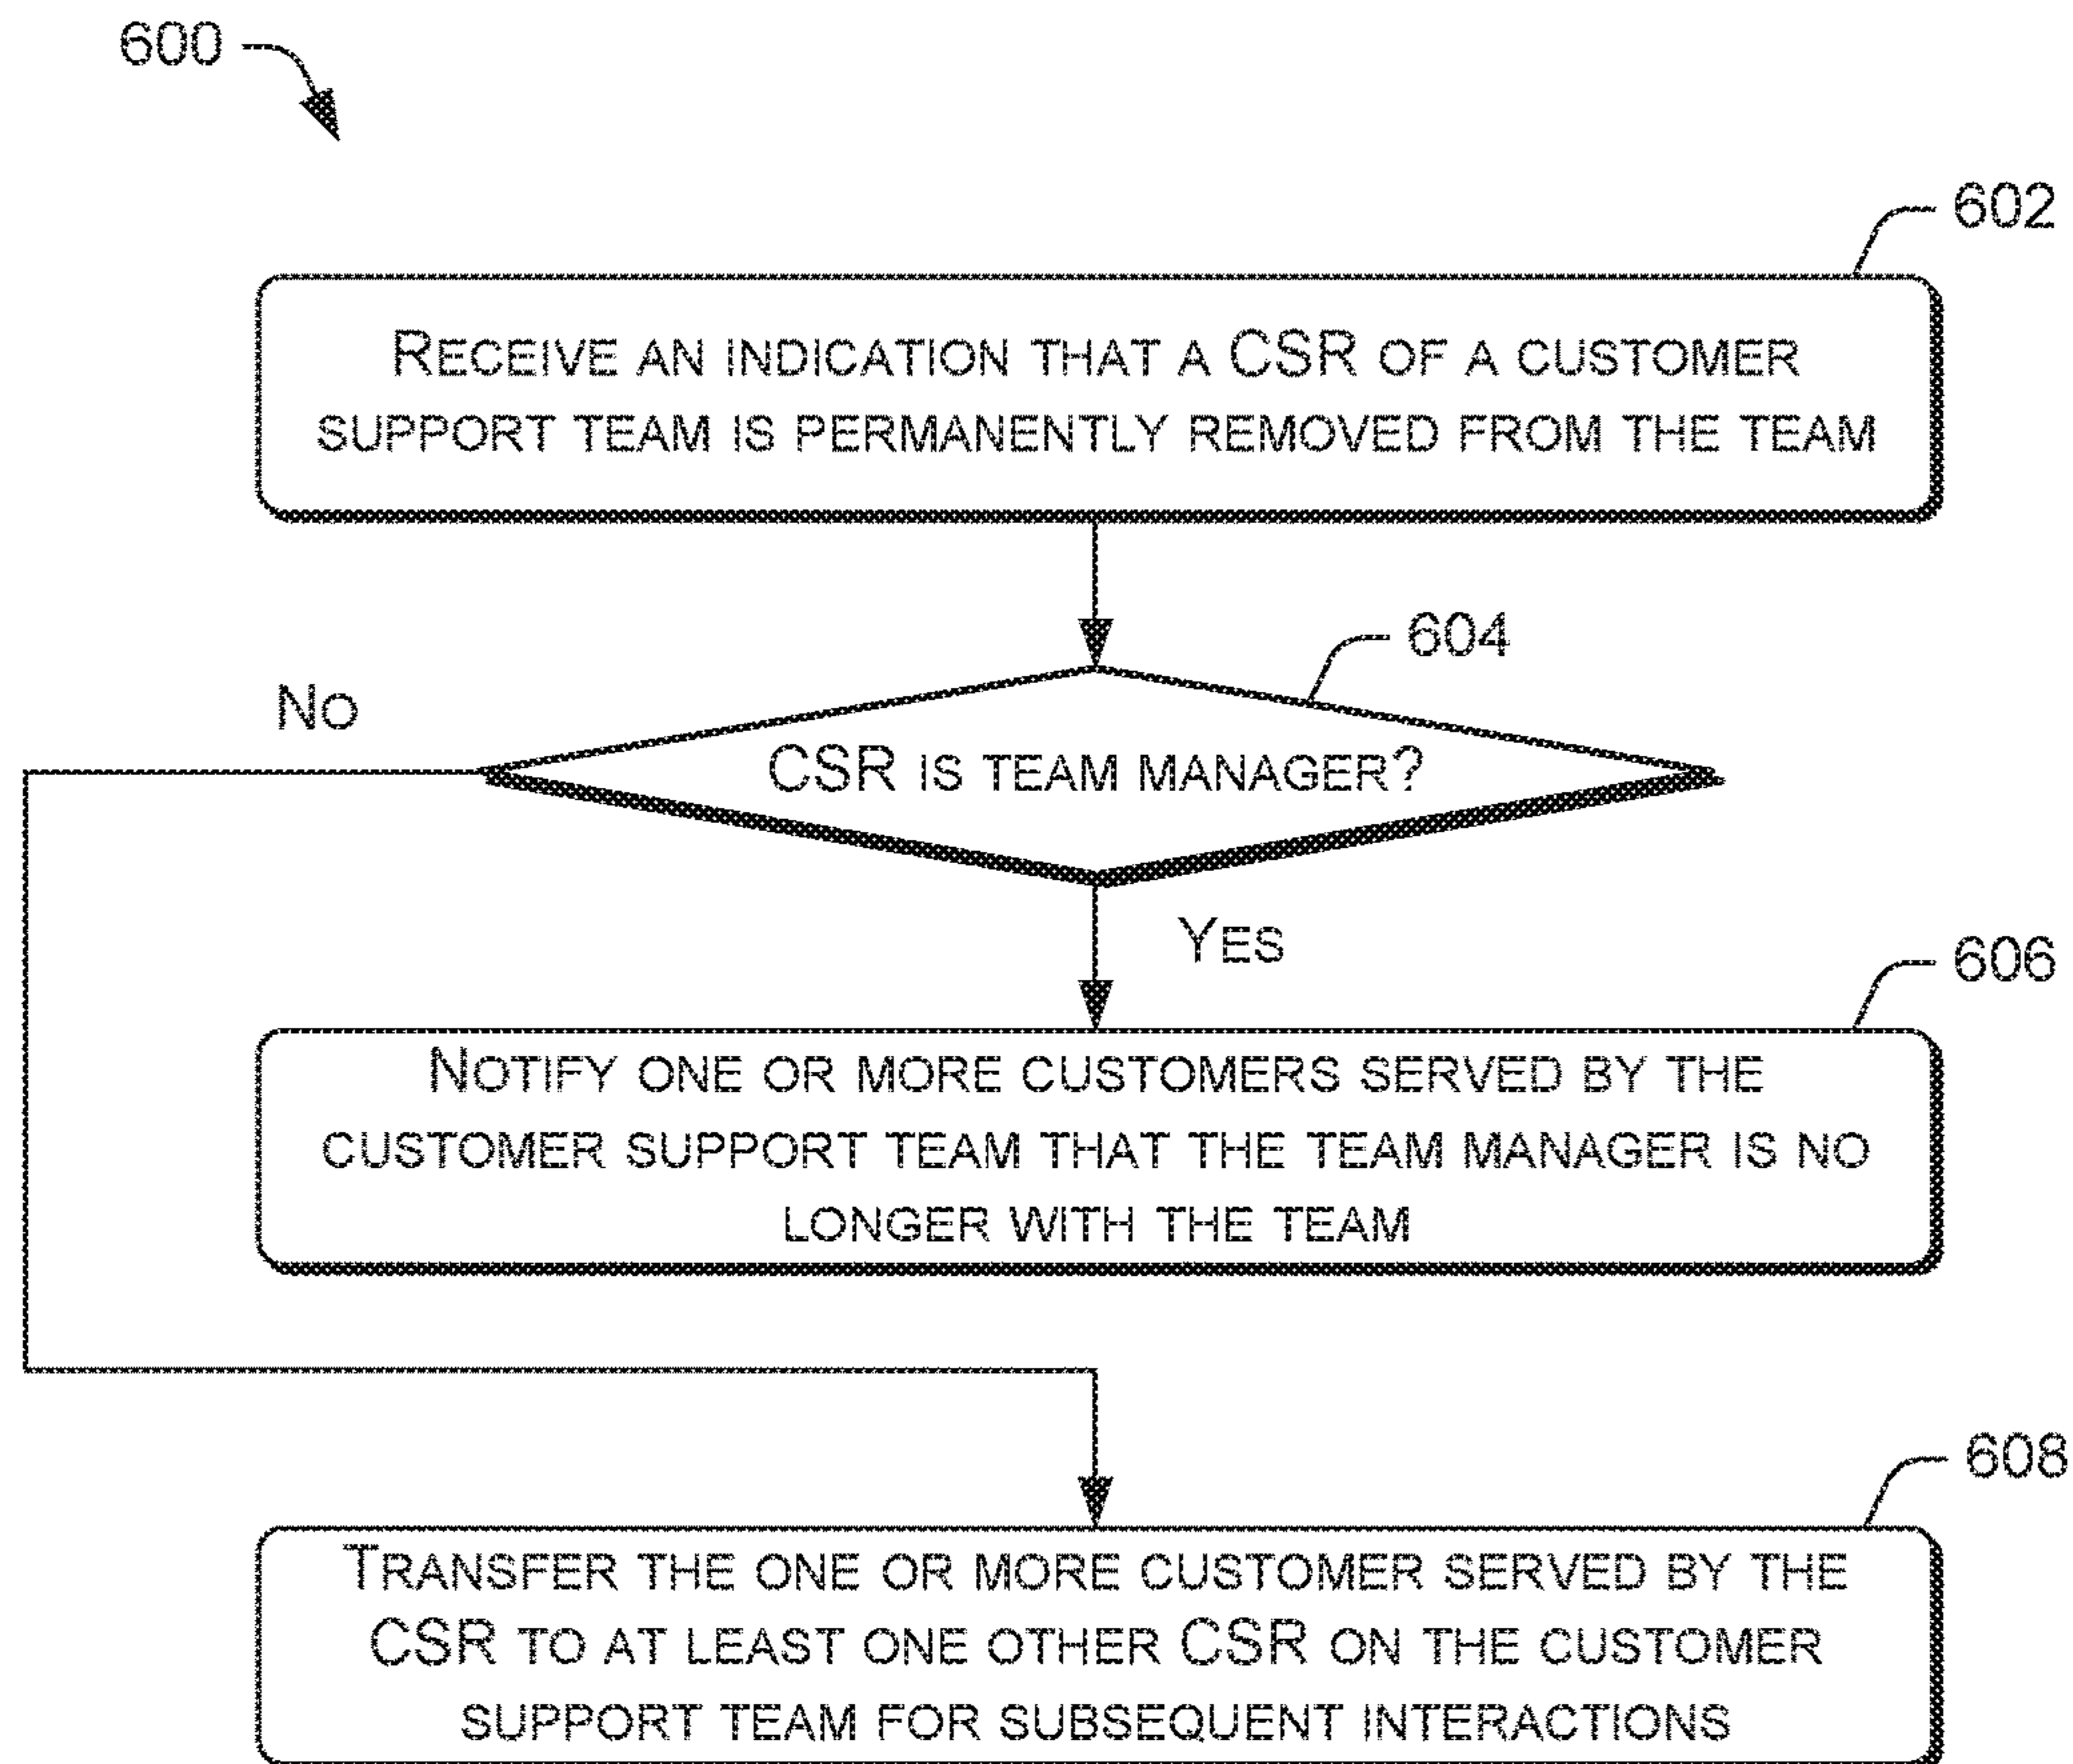 600
602
RECEIVE AN INDICATION THAT A CSR OF A CUSTOMER
SUPPORT TEAM IS PERMANENTLY REMOVED FROM THE TEAM
604
NO
CSR IS TEAM MANAGER?
YES
606
NOTIFY ONE OR MORE CUSTOMERS SERVED BY THE
CUSTOMER SUPPORT TEAM THAT THE TEAM MANAGER IS NO
LONGER WITH THE TEAM
608
TRANSFER THE ONE OR MORE CUSTOMER SERVED BY THE
CSR TO AT LEAST ONE OTHER CSR ON THE CUSTOMER
SUPPORT TEAM FOR SUBSEQUENT INTERACTIONS